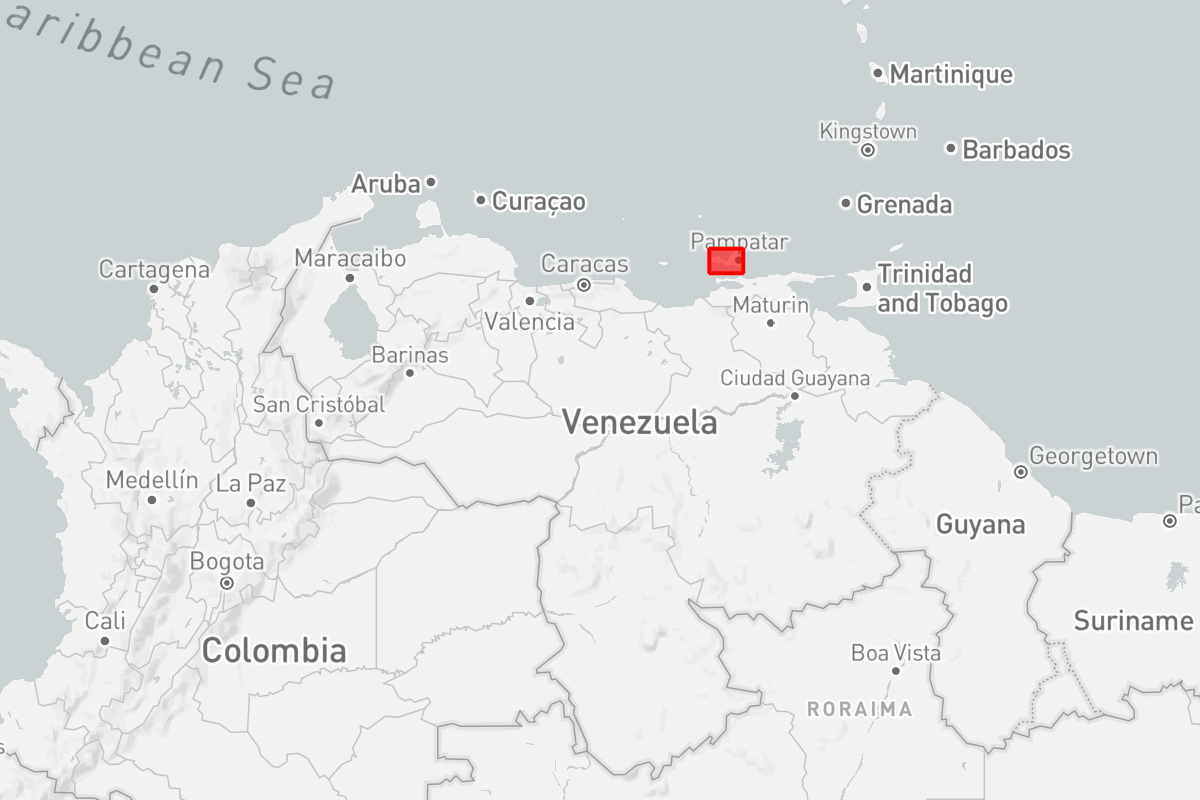 aribbean Sea
Martinique
Kingstown
Barbados
Aruba
Curaçao
Grenada
Pampatar
Cartagena
Maracaibo
Caracas
Trinidad
and Tobago
Valencia
Maturin
Barinas
Ciudad Guayana
San Cristóbal
Venezuela
Georgetown
Medellín
La Paz
Pa
Guyana
Bogota
Cali
Suriname
Colombia
Boa Vista
RORAIMA
s